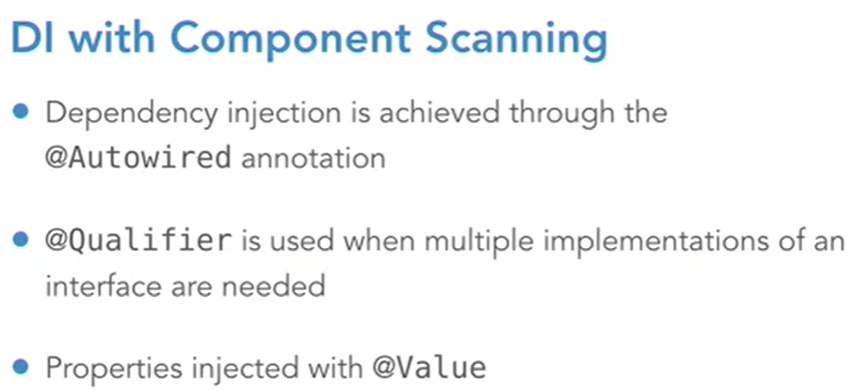 DI with Component Scanning
• Dependency injection is achieved through the
@Autowired annotation
• @Qualifier is used when multiple implementations of an
interface are needed
• Properties injected with @Value